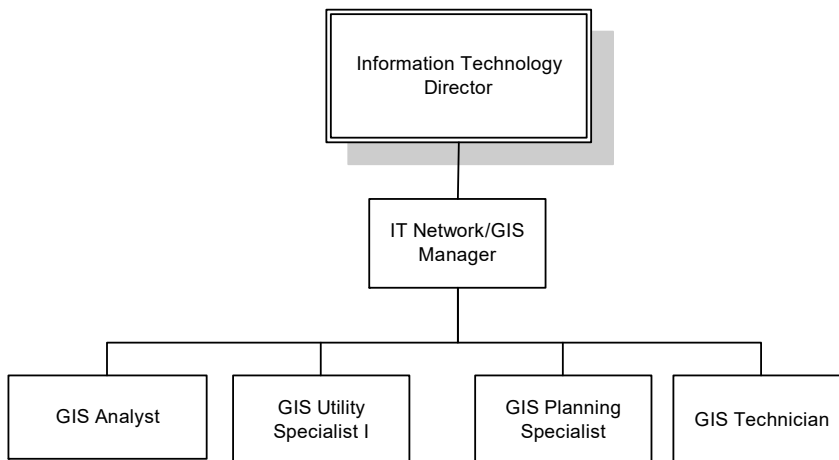 Information Technology
Director
IT Network/GIS
Manager
GIS Analyst
GIS Utility
Specialist I
GIS Planning
Specialist
GIS Technician